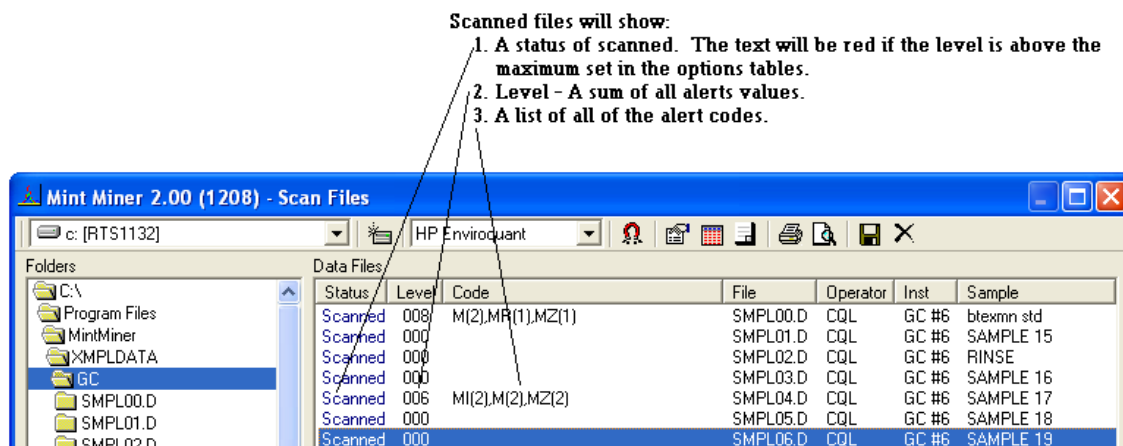 Scanned files will show:
1. A status of scanned. The text will be red if the level is above the
maximum set in the options tables.
2. Level - A sum of all alerts values.
3. A list of all of the alert codes.
Mint Miner 2.00 (1208) - Scan Files
c: [RTS1132] HP Enviroquant
Folders Data Files
C:\ Status Level Code File Operator Inst Sample
Program Files Scanned 008 M(2),MR(1),MZ(1) SMPL00.D CQL GC #6 btexmn std
MintMiner Scanned 000 SMPL01.D CQL GC #6 SAMPLE 15
XMPLDATA Scanned 000 SMPL02.D CQL GC #6 RINSE
GC Scanned 000 SMPL03.D CQL GC #6 SAMPLE 16
SMPL00.D Scanned 006 MI(2),M(2),MZ(2) SMPL04.D CQL GC #6 SAMPLE 17
SMPL01.D Scanned 000 SMPL05.D CQL GC #6 SAMPLE 18
SMPL02.D Scanned 000 SMPL06.D CQL GC #6 SAMPLE 19